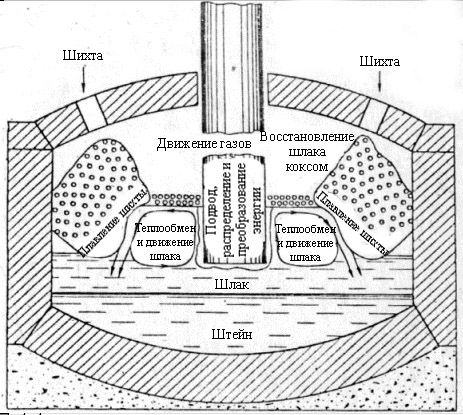 Шихта
Шихта
Движение газов
Восстановление
шлака
коксом
Плавление шихты
Плавление шихты
Подвод,
распределение и
преобразование
энергии
Теплообмен
и движение
шлака
Теплообмен
и движение
шлака
Шлак
Штейн